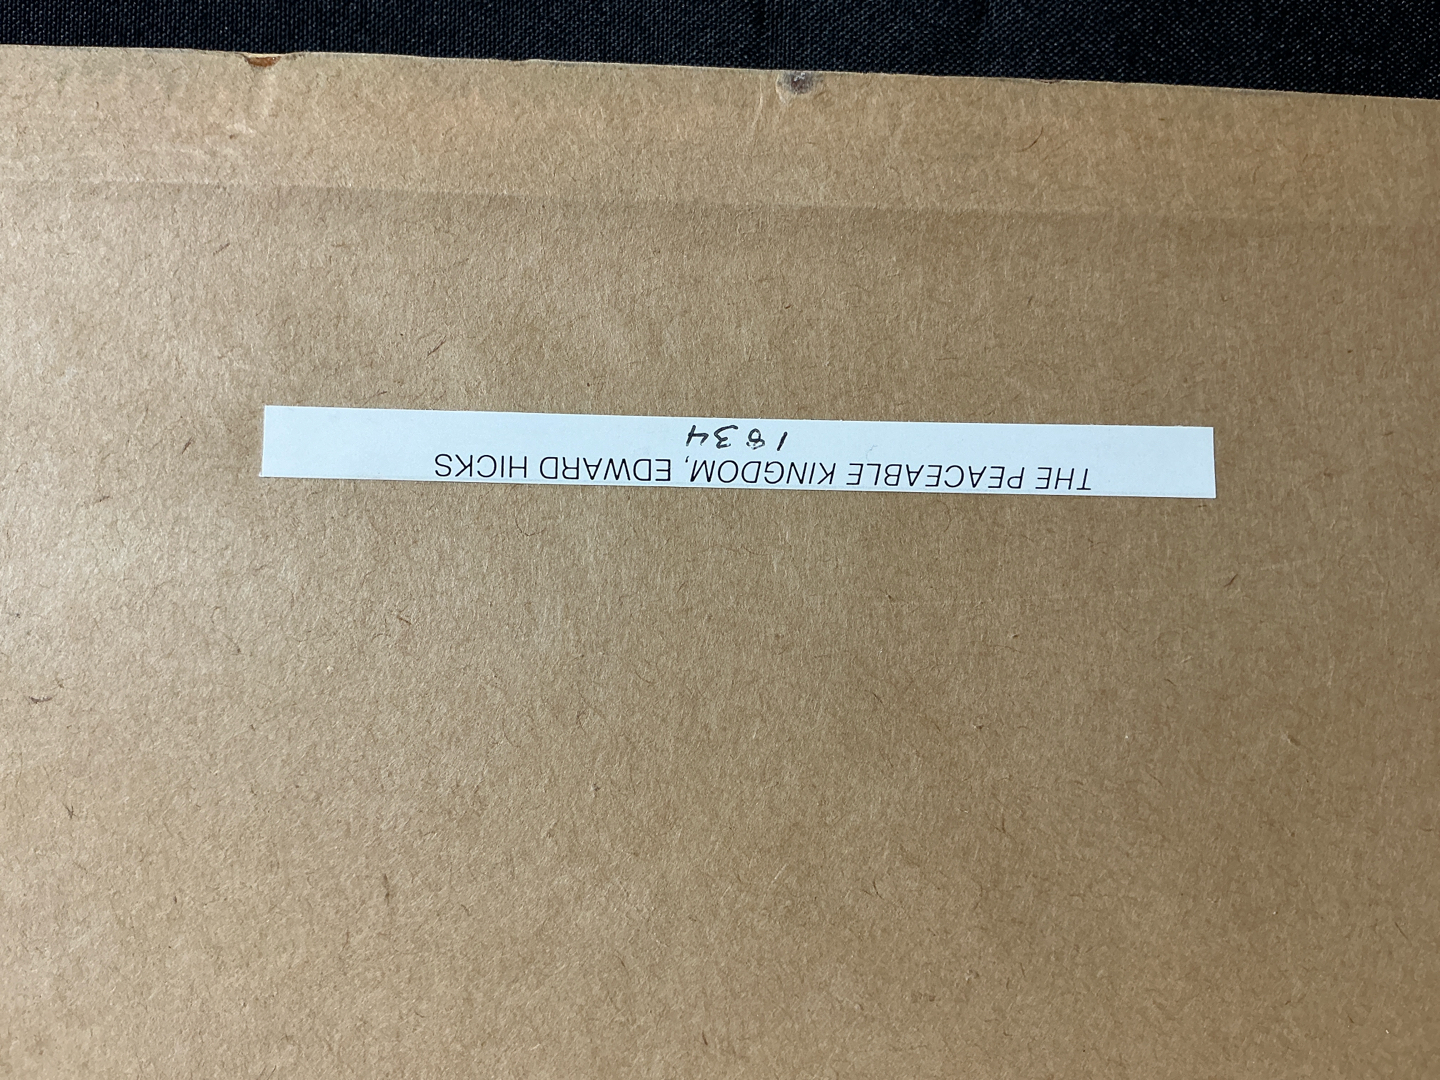 THE PEACEABLE KINGDOM, EDWARD HICKS
1834